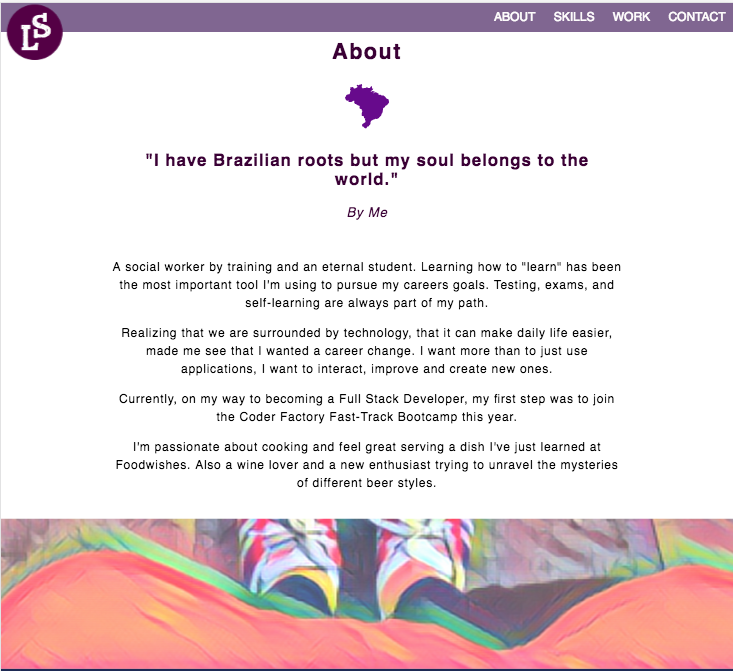 LS
ABOUT SKILLS WORK CONTACT
About
"I have Brazilian roots but my soul belongs to the
world."
By Me
A social worker by training and an eternal student. Learning how to "learn" has been
the most important tool I'm using to pursue my careers goals. Testing, exams, and
self-learning are always part of my path.
Realizing that we are surrounded by technology, that it can make daily life easier,
made me see that I wanted a career change. I want more than to just use
applications, I want to interact, improve and create new ones.
Currently, on my way to becoming a Full Stack Developer, my first step was to join
the Coder Factory Fast-Track Bootcamp this year.
I'm passionate about cooking and feel great serving a dish I've just learned at
Foodwishes. Also a wine lover and a new enthusiast trying to unravel the mysteries
of different beer styles.